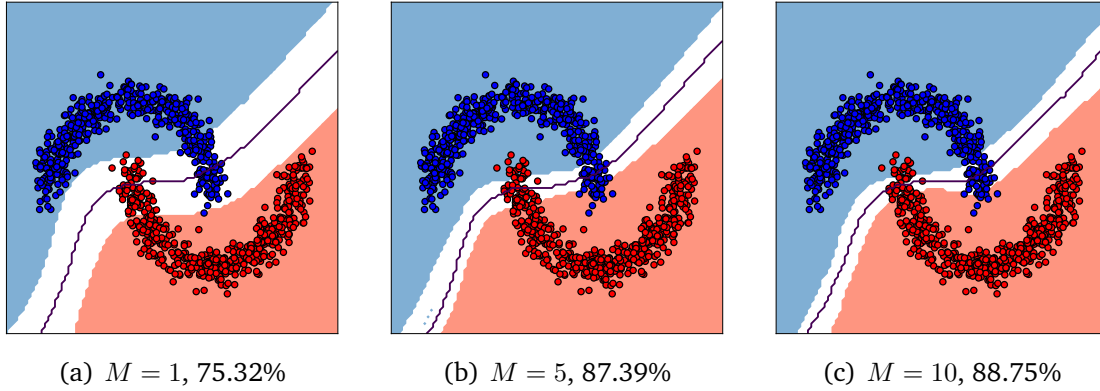 (a) M = 1, 75.32%
(b) M = 5, 87.39%
(c) M = 10, 88.75%